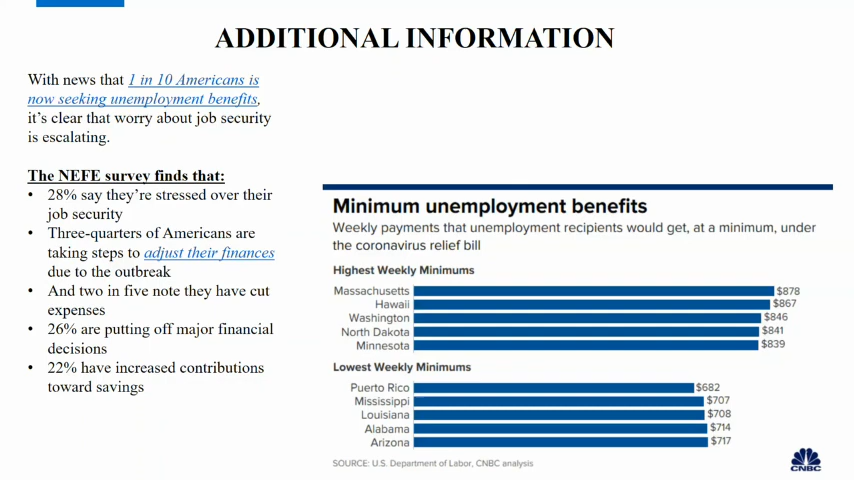 ADDITIONAL INFORMATION
With news that 1 in 10 Americans is
now seeking unemployment benefits,
it's clear that worry about job security
is escalating.
The NEFE survey finds that:
• 28% say they're stressed over their
job security
• Three-quarters of Americans are
taking steps to adjust their finances
due to the outbreak
• And two in five note they have cut
expenses
• 26% are putting off major financial
decisions
• 22% have increased contributions
toward savings
Minimum unemployment benefits
Weekly payments that unemployment recipients would get, at a minimum, under
the coronavirus relief bill
Highest Weekly Minimums
Massachusetts $878
Hawaii $867
Washington $846
North Dakota $841
Minnesota $839
Lowest Weekly Minimums
Puerto Rico $682
Mississippi $707
Louisiana $708
Alabama $714
Arizona $717
SOURCE: U.S. Department of Labor, CNBC analysis
CNBC